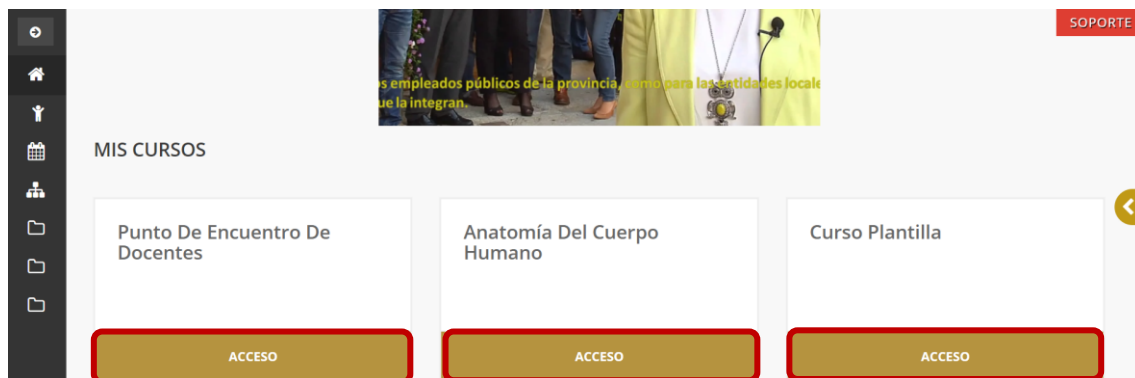 SOPORTE
os empleados públicos de la provincia, como para las entidades locale
ue la integran.
MIS CURSOS
Punto De Encuentro De
Docentes
Anatomía Del Cuerpo
Humano
Curso Plantilla
ACCESO
ACCESO
ACCESO